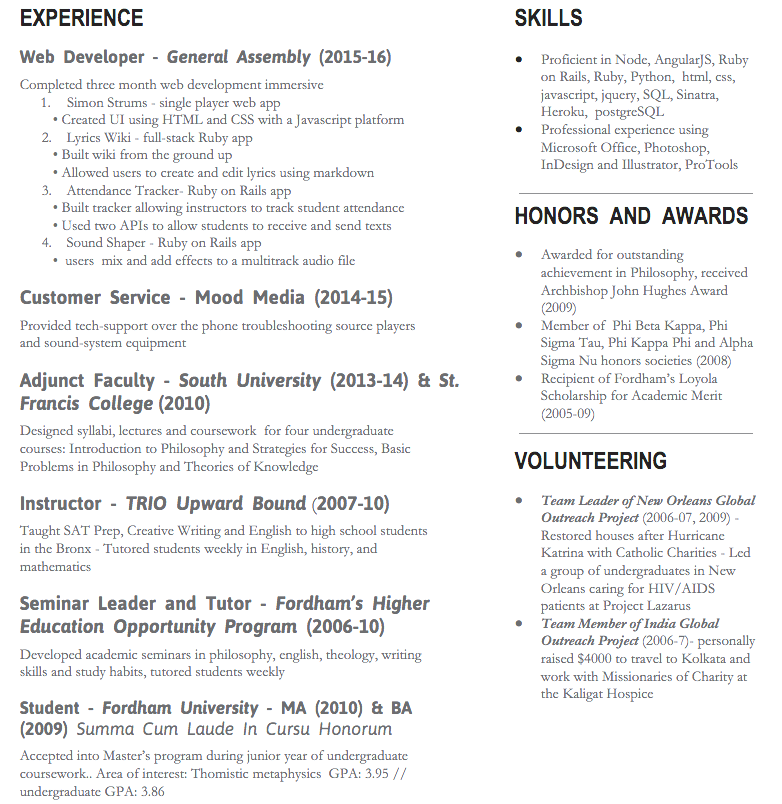 EXPERIENCE
Web Developer - General Assembly (2015-16)
Completed three month web development immersive
1. Simon Strums - single player web app
• Created UI using HTML and CSS with a Javascript platform
2. Lyrics Wiki - full-stack Ruby app
• Built wiki from the ground up
• Allowed users to create and edit lyrics using markdown
3. Attendance Tracker- Ruby on Rails app
• Built tracker allowing instructors to track student attendance
• Used two APIs to allow students to receive and send texts
4. Sound Shaper - Ruby on Rails app
• users mix and add effects to a multitrack audio file
Customer Service - Mood Media (2014-15)
Provided tech-support over the phone troubleshooting source players
and sound-system equipment
Adjunct Faculty - South University (2013-14) & St.
Francis College (2010)
Designed syllabi, lectures and coursework for four undergraduate
courses: Introduction to Philosophy and Strategies for Success, Basic
Problems in Philosophy and Theories of Knowledge
Instructor - TRIO Upward Bound (2007-10)
Taught SAT Prep, Creative Writing and English to high school students
in the Bronx - Tutored students weekly in English, history, and
mathematics
Seminar Leader and Tutor - Fordham's Higher
Education Opportunity Program (2006-10)
Developed academic seminars in philosophy, english, theology, writing
skills and study habits, tutored students weekly
Student - Fordham University - MA (2010) & BA
(2009) Summa Cum Laude In Cursu Honorum
Accepted into Master's program during junior year of undergraduate
coursework.. Area of interest: Thomistic metaphysics GPA: 3.95 //
undergraduate GPA: 3.86
SKILLS
• Proficient in Node, AngularJS, Ruby
on Rails, Ruby, Python, html, css,
javascript, jquery, SQL, Sinatra,
Heroku, postgreSQL
• Professional experience using
Microsoft Office, Photoshop,
InDesign and Illustrator, ProTools
HONORS AND AWARDS
• Awarded for outstanding
achievement in Philosophy, received
Archbishop John Hughes Award
(2009)
• Member of Phi Beta Kappa, Phi
Sigma Tau, Phi Kappa Phi and Alpha
Sigma Nu honors societies (2008)
• Recipient of Fordham's Loyola
Scholarship for Academic Merit
(2005-09)
VOLUNTEERING
• Team Leader of New Orleans Global
Outreach Project (2006-07, 2009) -
Restored houses after Hurricane
Katrina with Catholic Charities - Led
a group of undergraduates in New
Orleans caring for HIV/AIDS
patients at Project Lazarus
• Team Member of India Global
Outreach Project (2006-7)- personally
raised $4000 to travel to Kolkata and
work with Missionaries of Charity at
the Kaligat Hospice